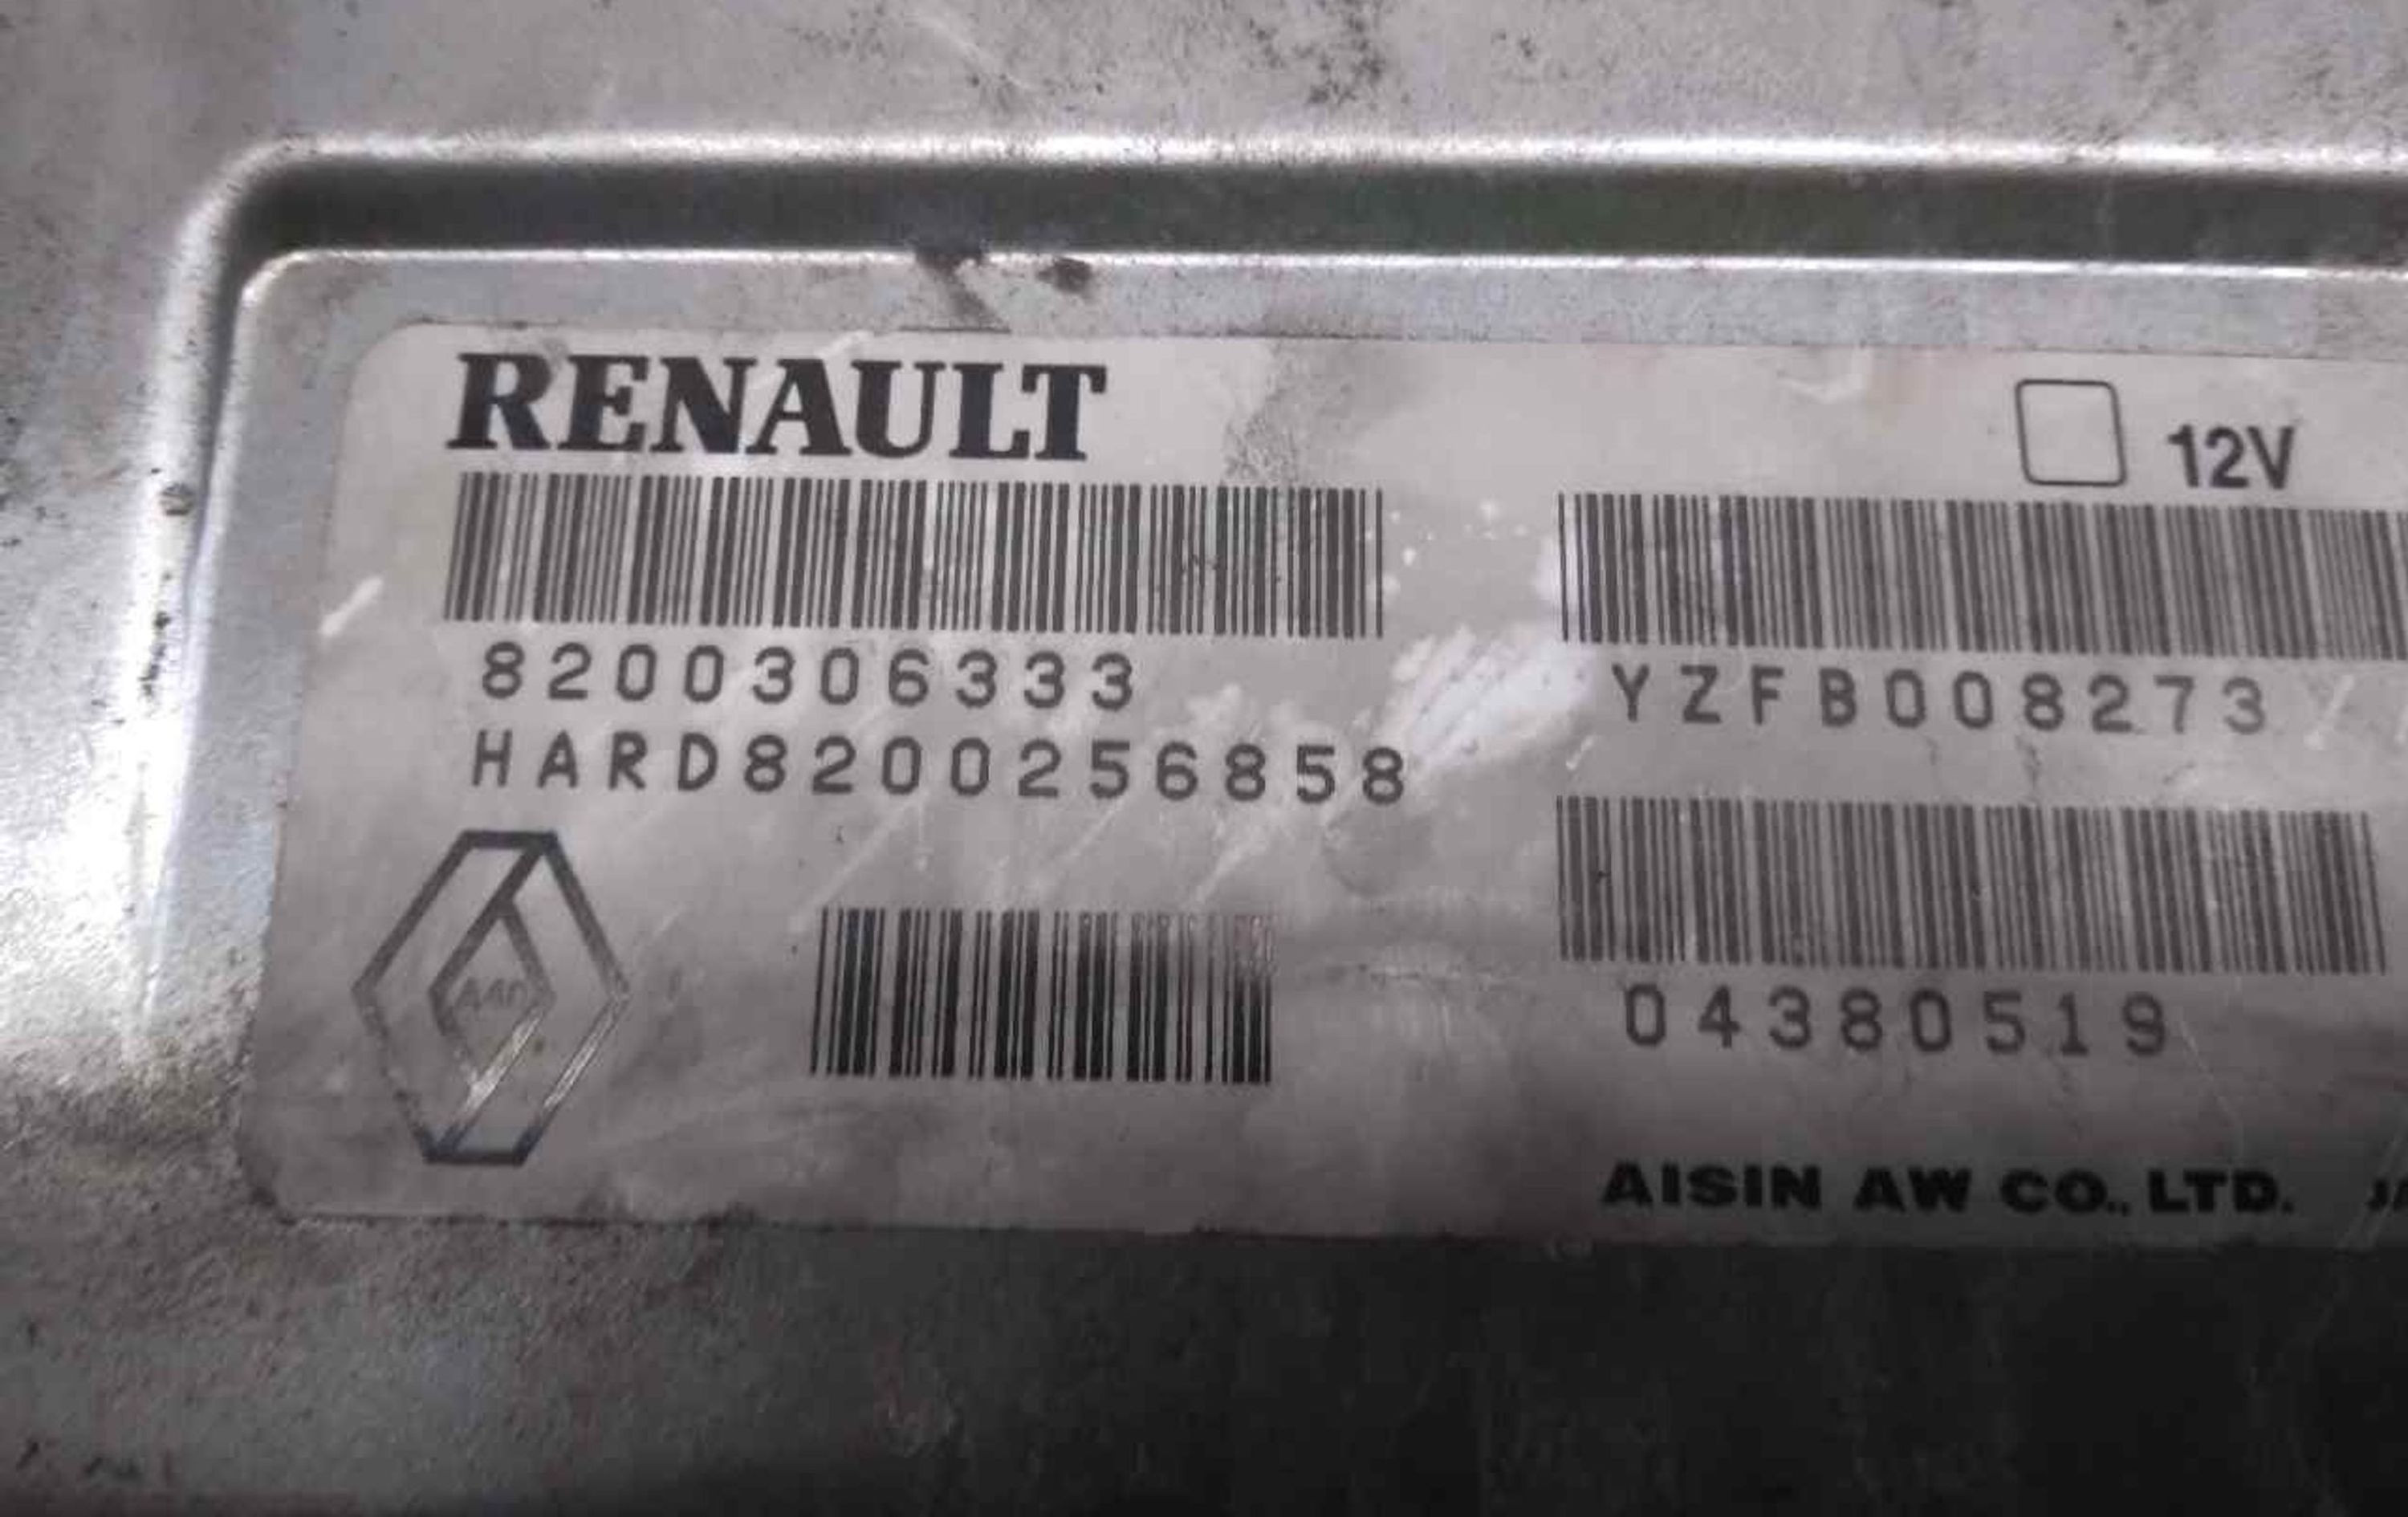 RENAULT
12V
8200306333
YZFB008273
HARD8200256858
04380519
AISIN AW CO., LTD.